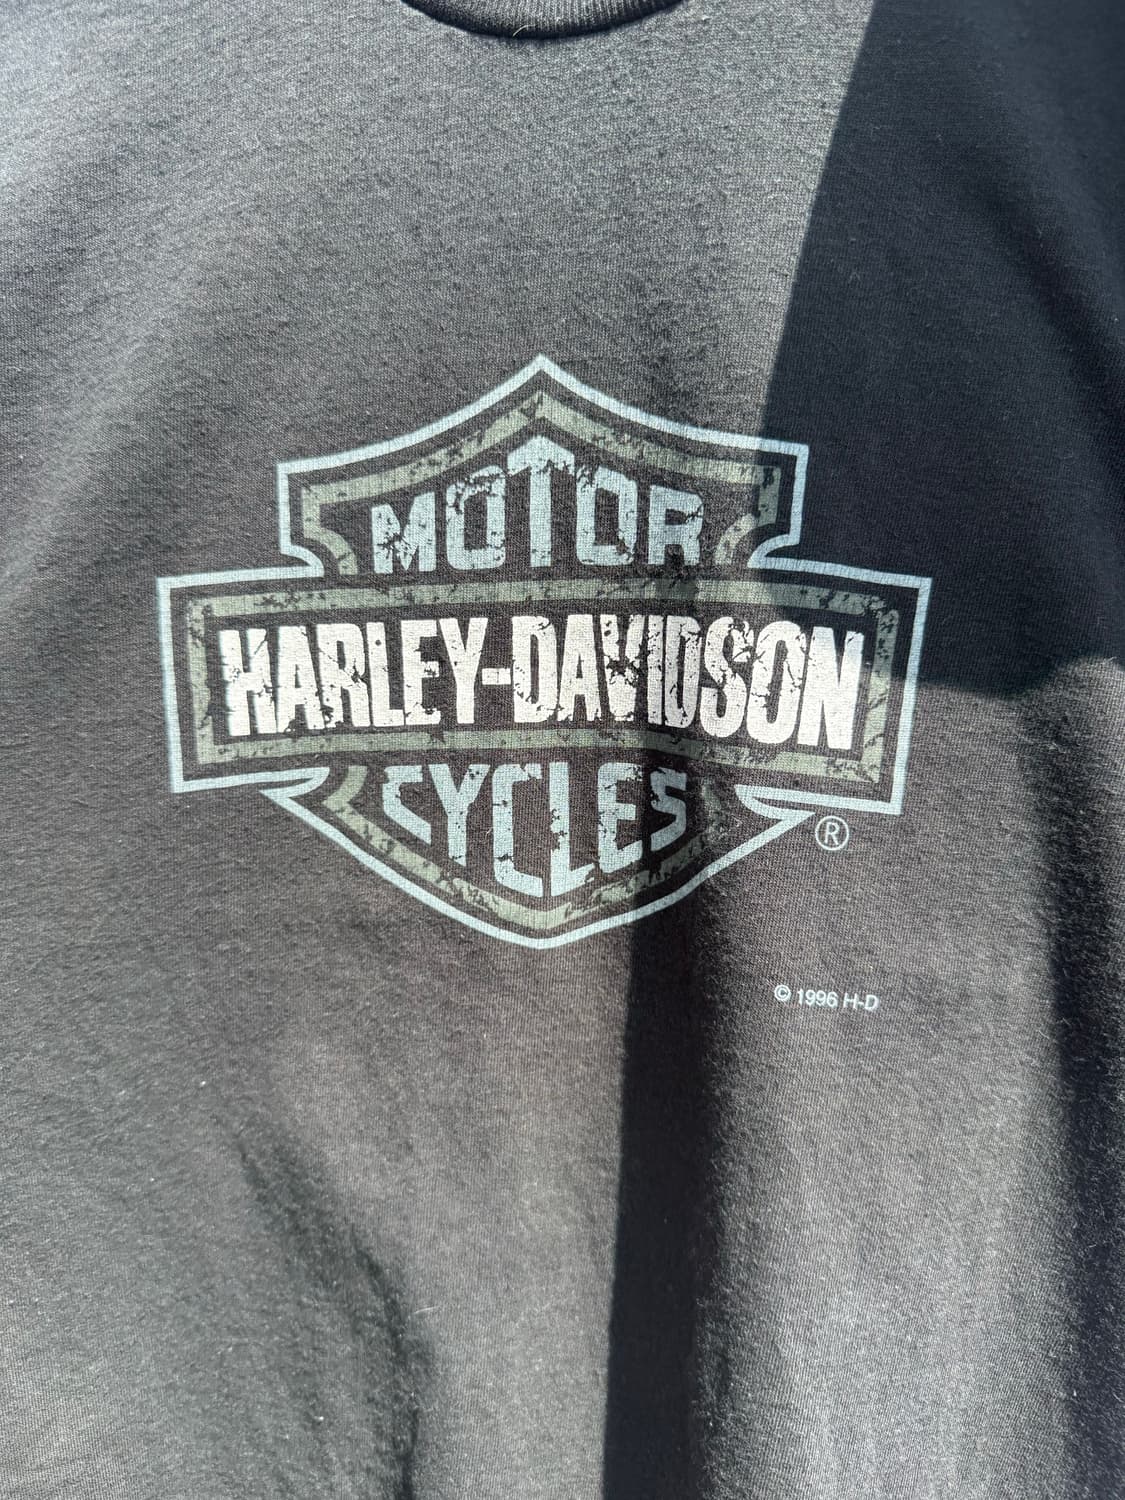 MOTOR
HARLEY-DAVIDSON
CYCLES
®
© 1996 H-D